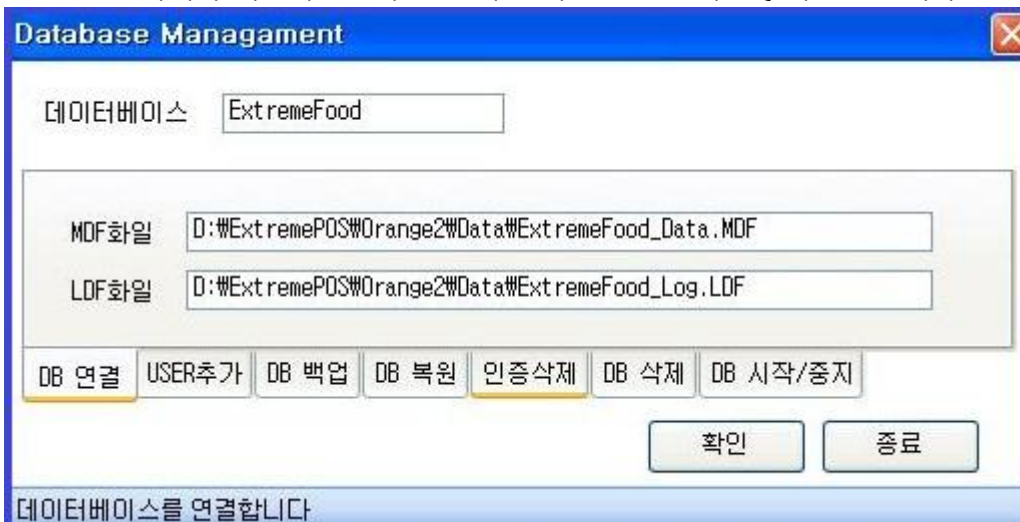 Database Managament
데이터베이스 ExtremeFood
MDF화일 D:₩ExtremePOS₩Orange2₩Data₩ExtremeFood_Data.MDF
LDF화일 D:₩ExtremePOS₩Orange2₩Data₩ExtremeFood_Log.LDF
DB 연결 USER추가 DB 백업 DB 복원 인증삭제 DB 삭제 DB 시작/중지
확인 종료
데이터베이스를 연결합니다